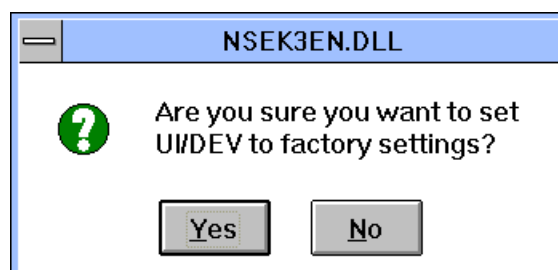 NSEK3EN.DLL
Are you sure you want to set
UI/DEV to factory settings?
Yes
No